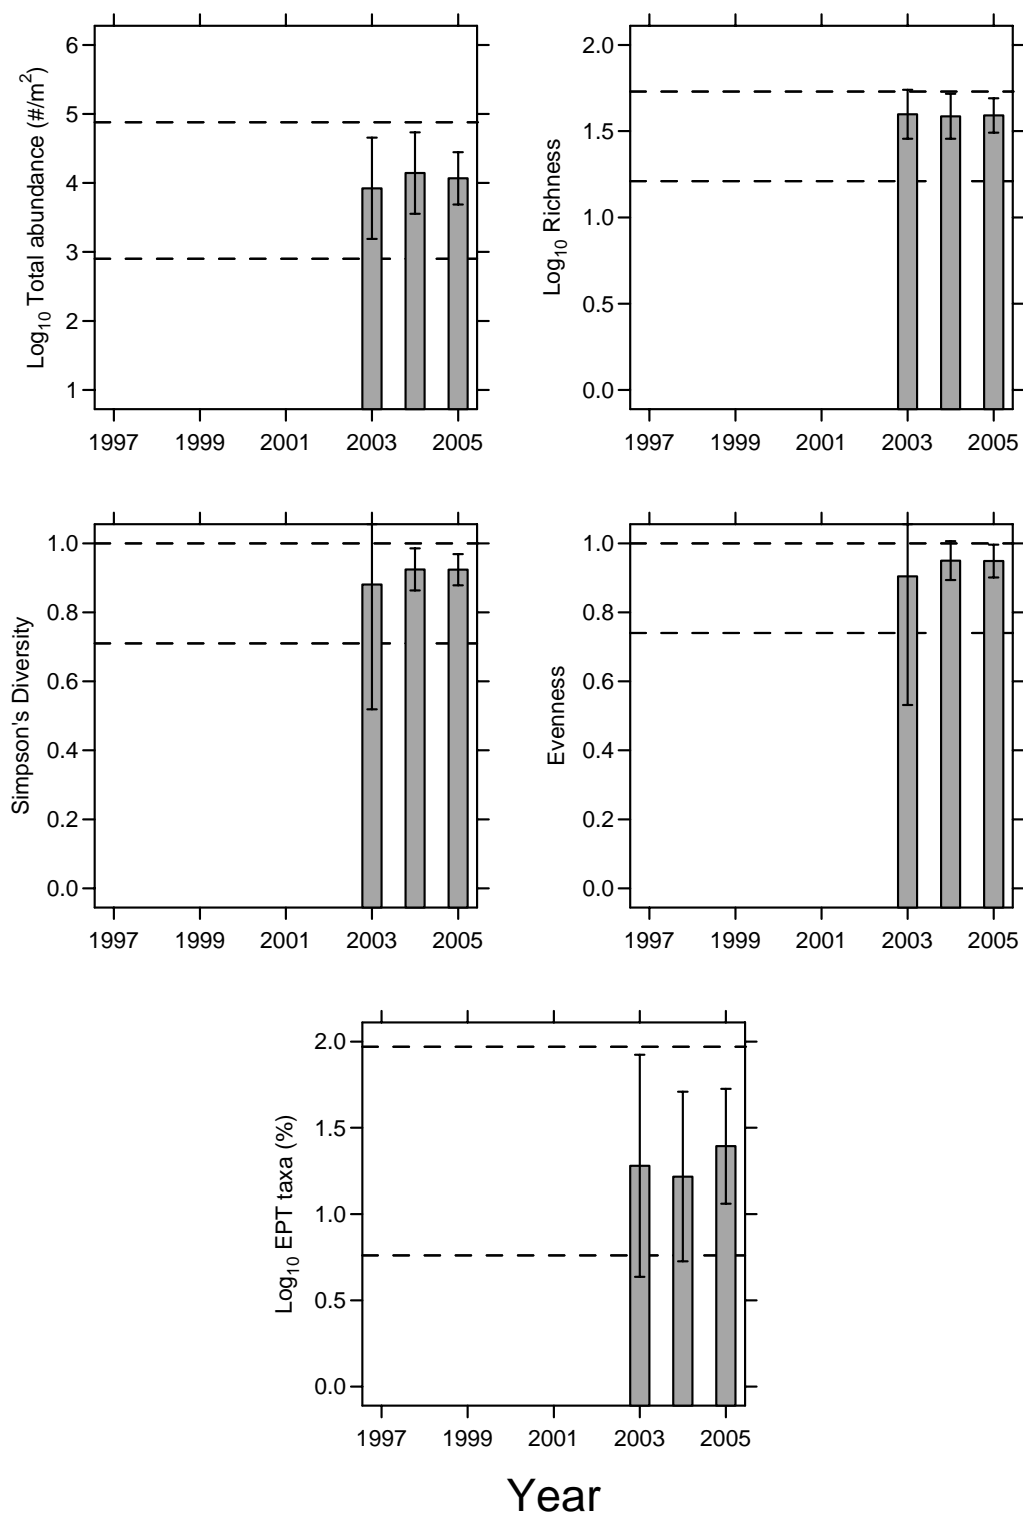 Log10 Total abundance (#/m2)
6
5
4
3
2
1
1997 1999 2001 2003 2005
Log10 Richness
2.0
1.5
1.0
0.5
0.0
1997 1999 2001 2003 2005
Simpson's Diversity
1.0
0.8
0.6
0.4
0.2
0.0
1997 1999 2001 2003 2005
Evenness
1.0
0.8
0.6
0.4
0.2
0.0
1997 1999 2001 2003 2005
Log10 EPT taxa (%)
2.0
1.5
1.0
0.5
0.0
1997 1999 2001 2003 2005
Year